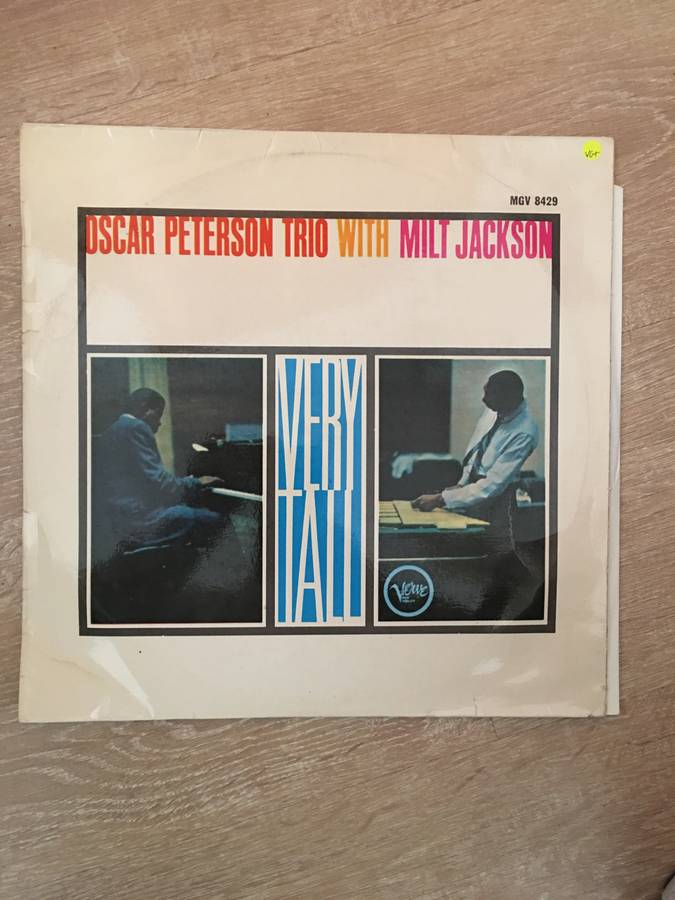 VG+
MGV 8429
OSCAR PETERSON TRIO WITH MILT JACKSON
VERY
TALL
Verve